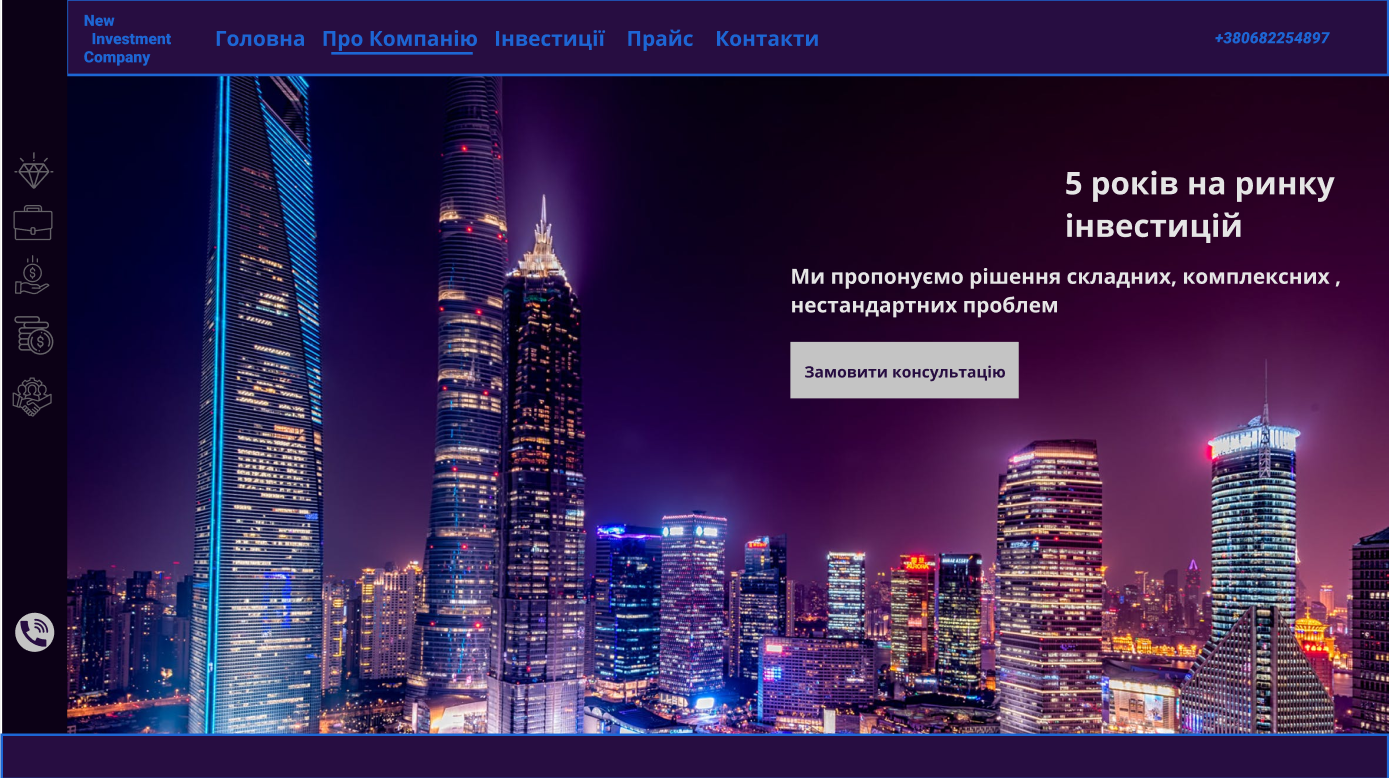 New
Investment
Company
Головна Про Компанію Інвестиції Прайс Контакти
+380682254897
5 років на ринку
інвестицій
Ми пропонуємо рішення складних, комплексних ,
нестандартних проблем
Замовити консультацію